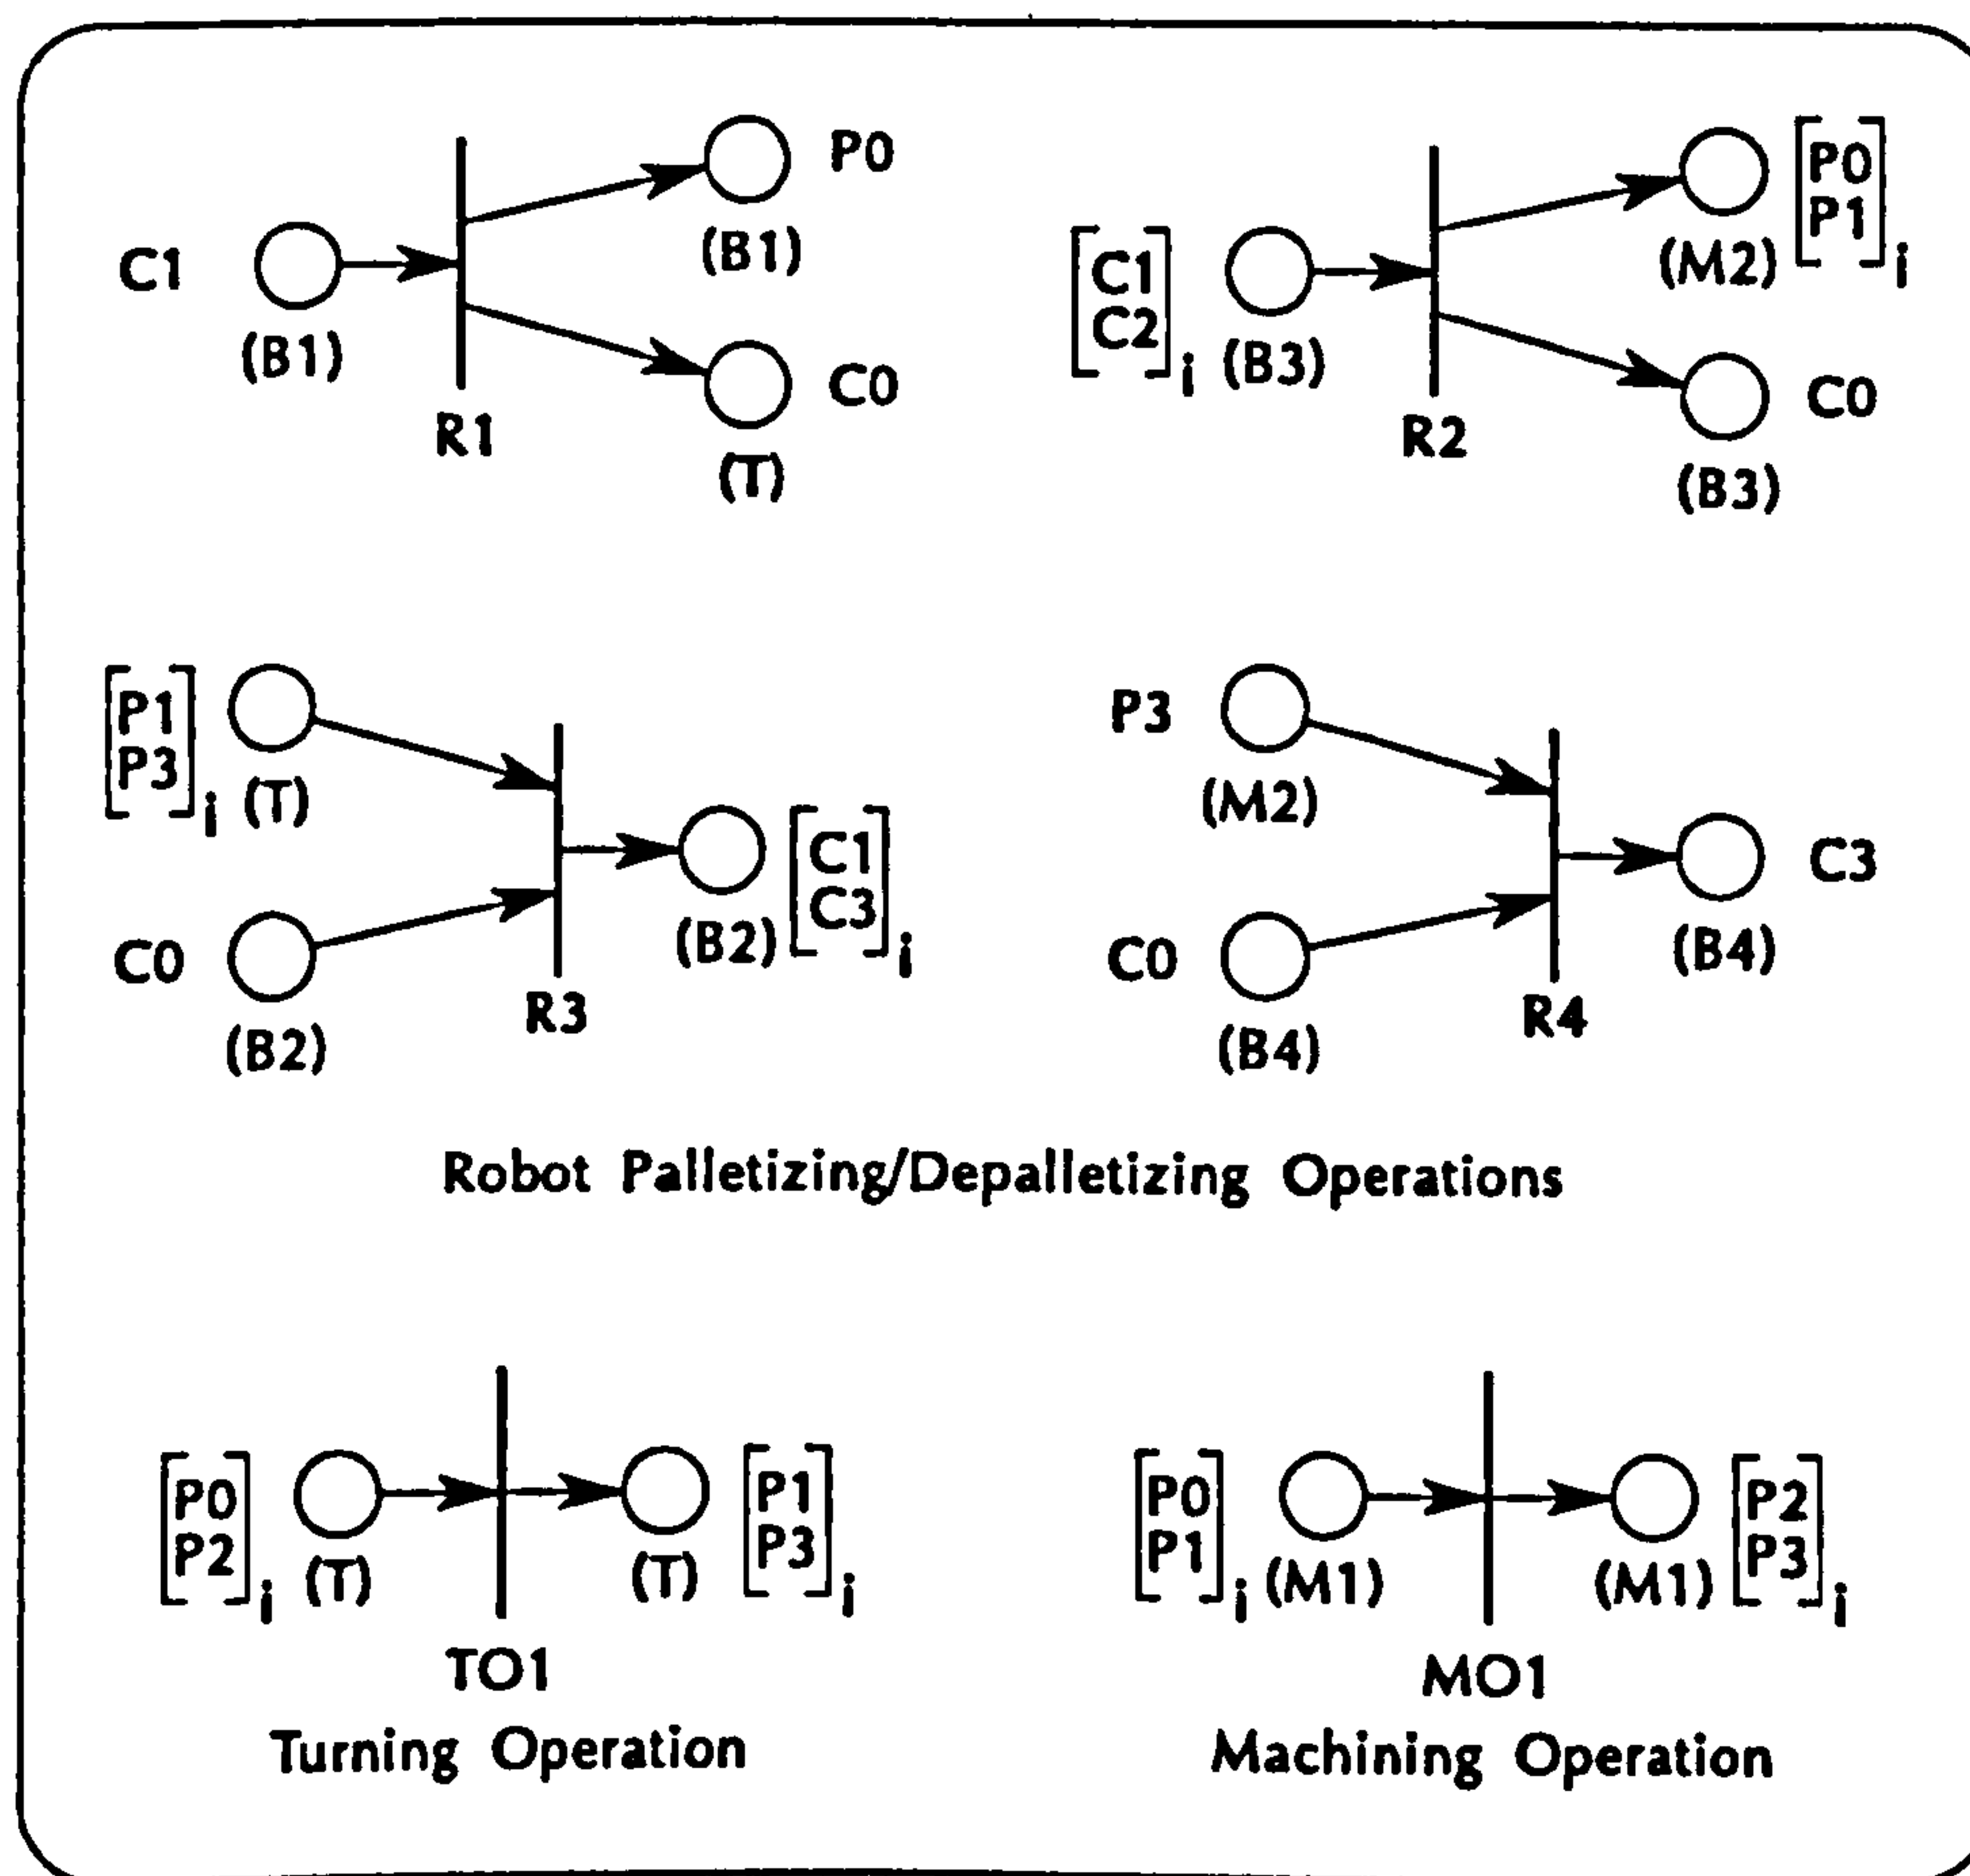 C1
(B1)
R1
P0
(B1)
C0
(T)
C1
C2
i
(B3)
R2
P0
P1
i
(M2)
C0
(B3)
P1
P3
i
(T)
C0
(B2)
R3
(B2)
C1
C3
i
P3
(M2)
C0
(B4)
R4
C3
(B4)
Robot Palletizing/Depalletizing Operations
P0
P2
i
(T)
TO1
(T)
P1
P3
i
Turning Operation
P0
P1
i
(M1)
MO1
(M1)
P2
P3
i
Machining Operation